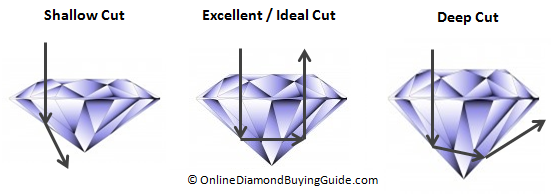 Shallow Cut
Excellent / Ideal Cut
Deep Cut
© OnlineDiamondBuyingGuide.com